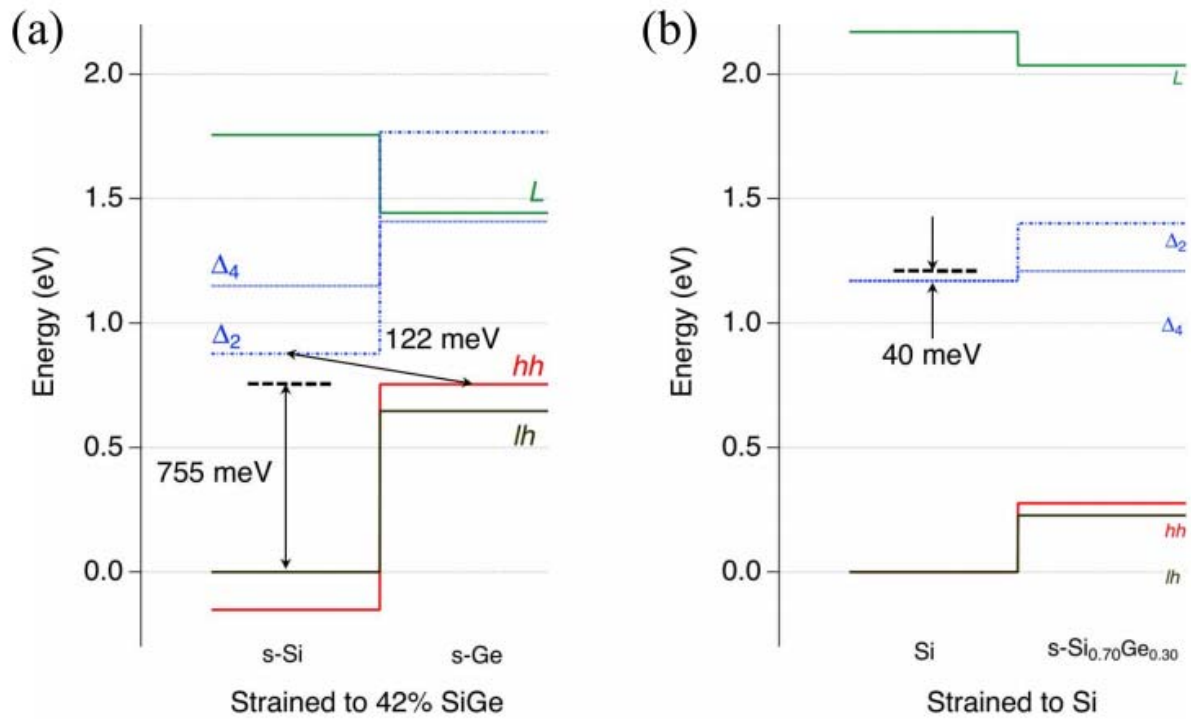 (a)
Energy (eV)
2.0
1.5
1.0
0.5
0.0
L
Δ4
Δ2
122 meV
hh
lh
755 meV
s-Si
s-Ge
Strained to 42% SiGe
(b)
Energy (eV)
2.0
1.5
1.0
0.5
0.0
L
Δ2
Δ4
40 meV
hh
lh
Si
s-Si0.70Ge0.30
Strained to Si